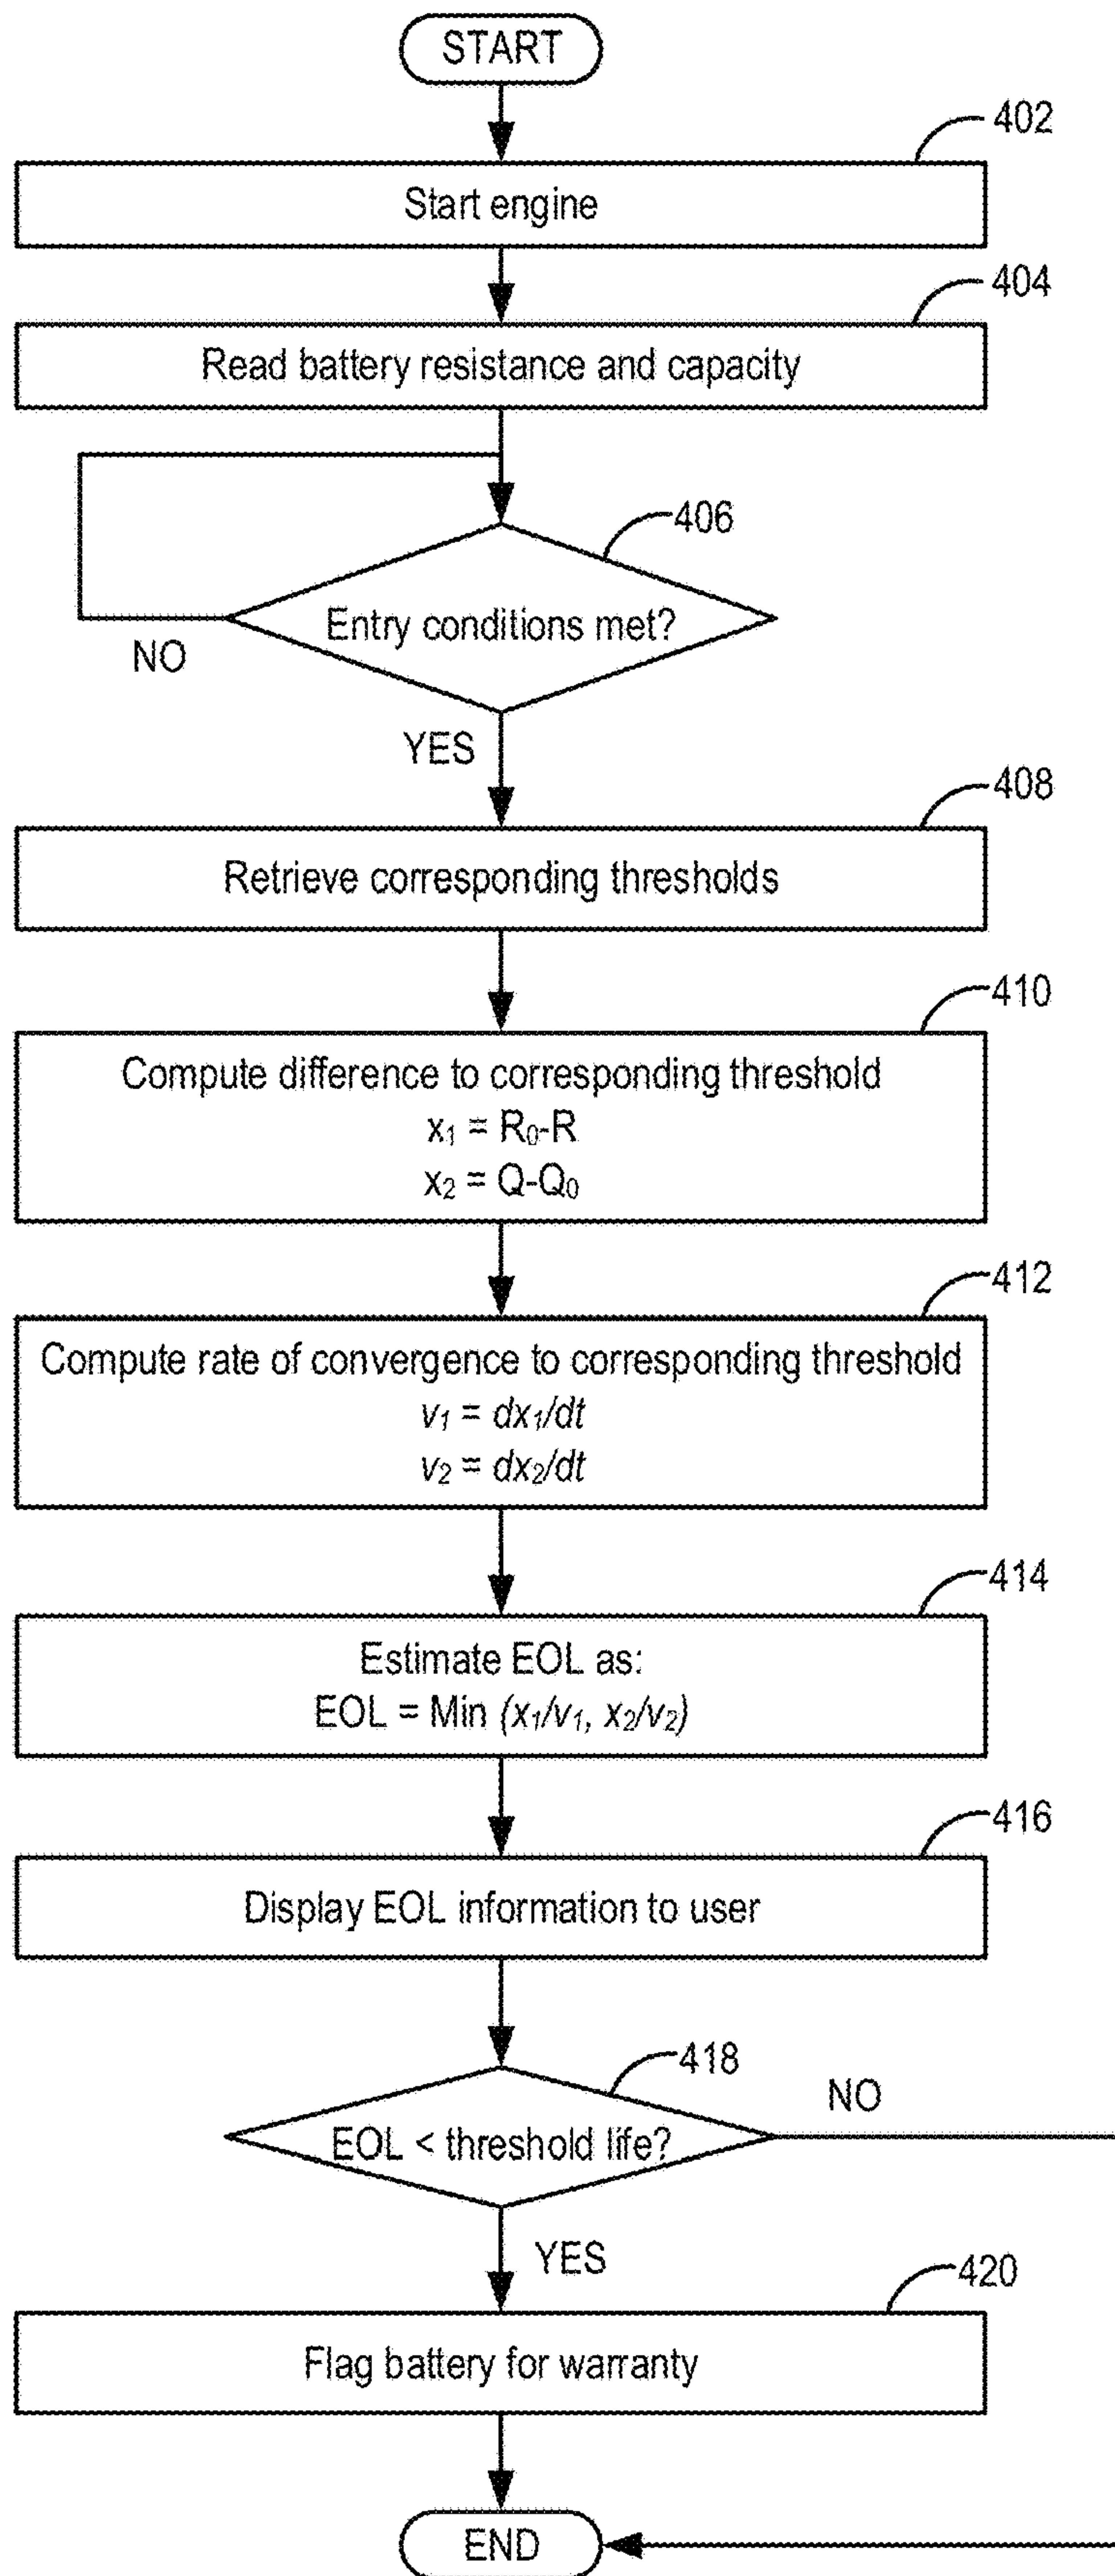 START
402
Start engine
404
Read battery resistance and capacity
406
Entry conditions met?
NO
YES
408
Retrieve corresponding thresholds
410
Compute difference to corresponding threshold
x₁ = R₀-R
x₂ = Q-Q₀
412
Compute rate of convergence to corresponding threshold
v₁ = dx₁/dt
v₂ = dx₂/dt
414
Estimate EOL as:
EOL = Min (x₁/v₁, x₂/v₂)
416
Display EOL information to user
418
NO
EOL < threshold life?
YES
420
Flag battery for warranty
END